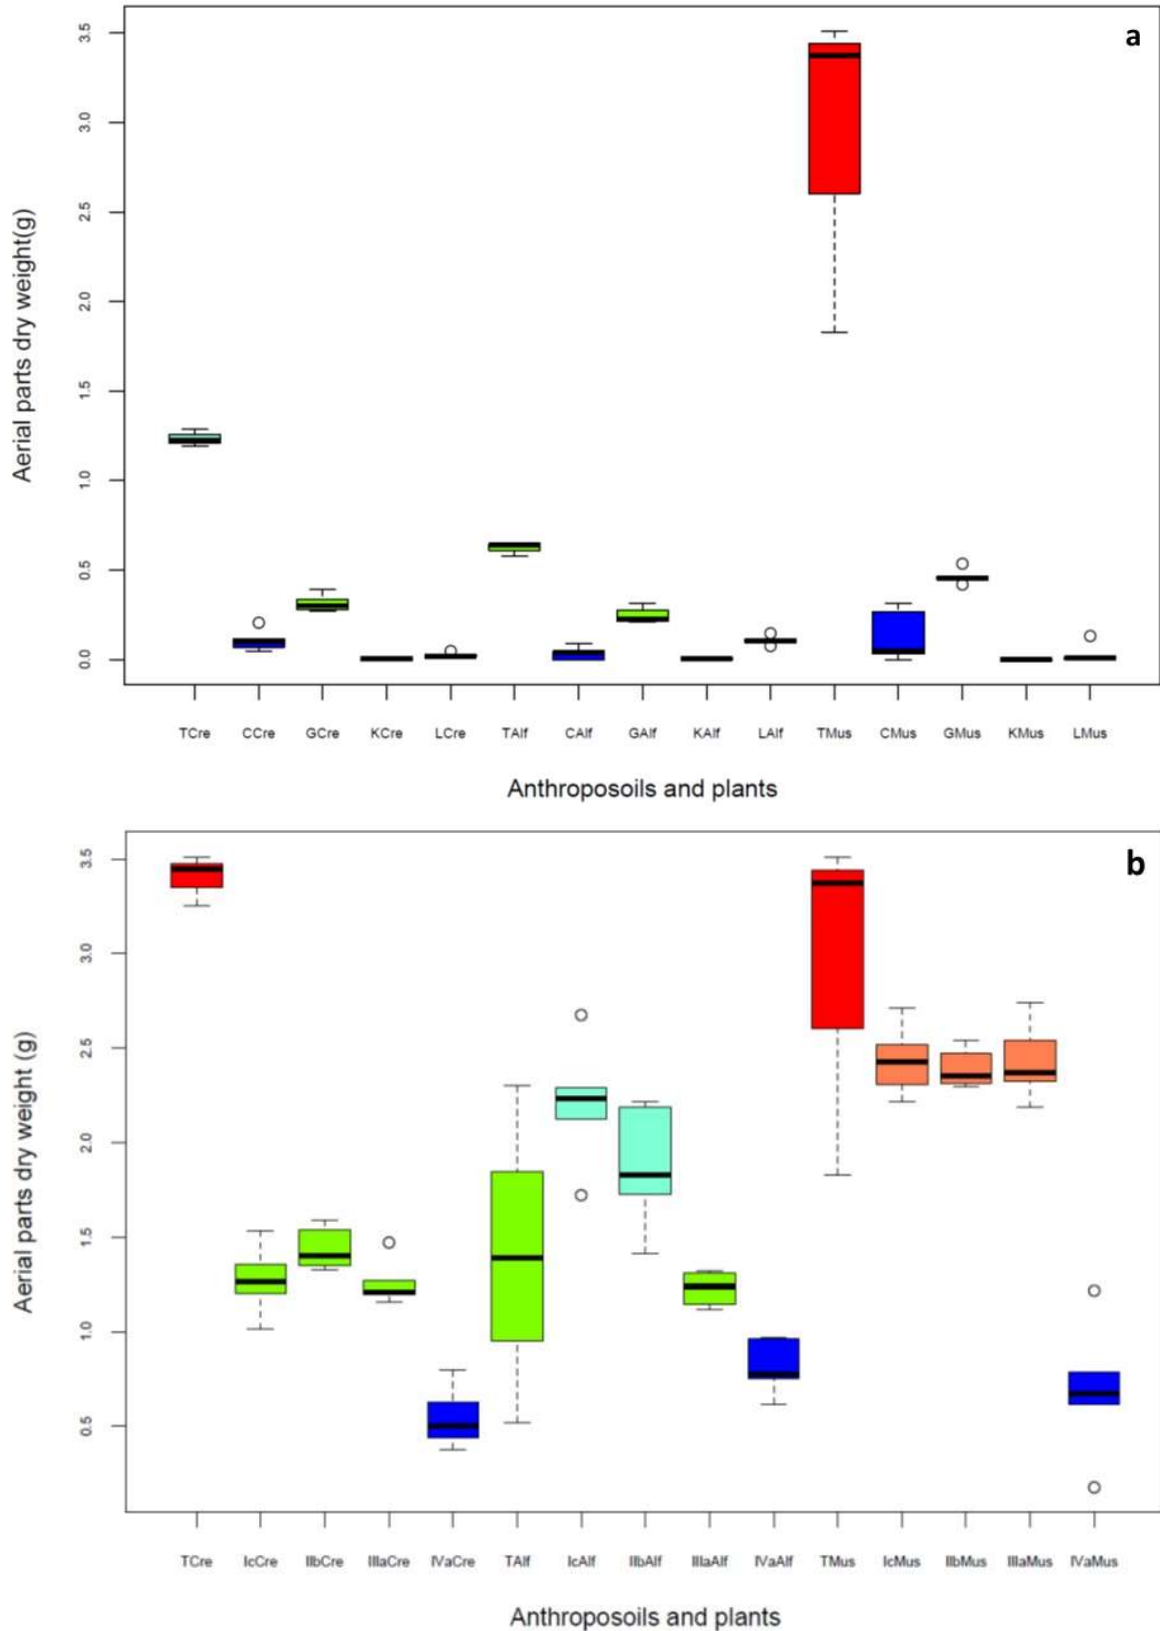 a
Aerial parts dry weight(g)
3.5
3.0
2.5
2.0
1.5
1.0
0.5
0.0
TCre CCre GCre KCre LCre TAlf CAlf GAlf KAlf LAlf TMus CMus GMus KMus LMus
Anthroposoils and plants
b
Aerial parts dry weight (g)
3.5
3.0
2.5
2.0
1.5
1.0
0.5
TCre IcCre IIbCre IIIaCre IVaCre TAlf IcAlf IIbAlf IIIaAlf IVaAlf TMus IcMus IIbMus IIIaMus IVaMus
Anthroposoils and plants